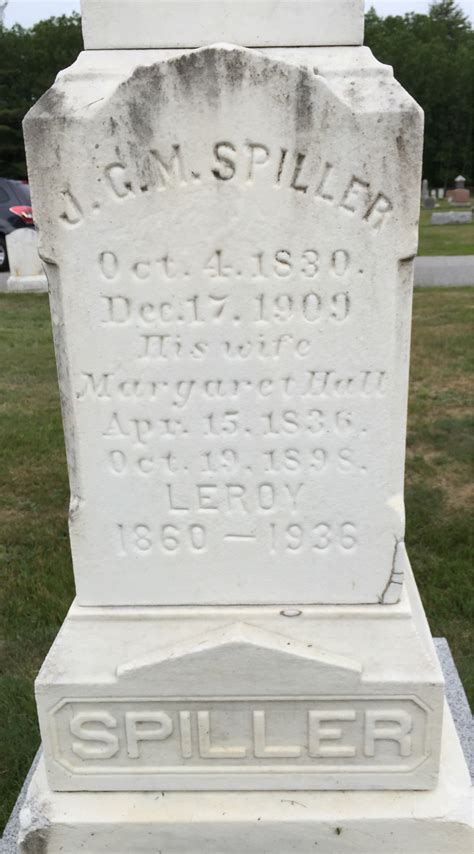 J. G. M. SPILLER
Oct. 4. 1830.
Dec. 17. 1909
His wife
Margaret Hall
Apr. 15. 1836.
Oct. 19. 1898.
LEROY
1860 — 1936
SPILLER